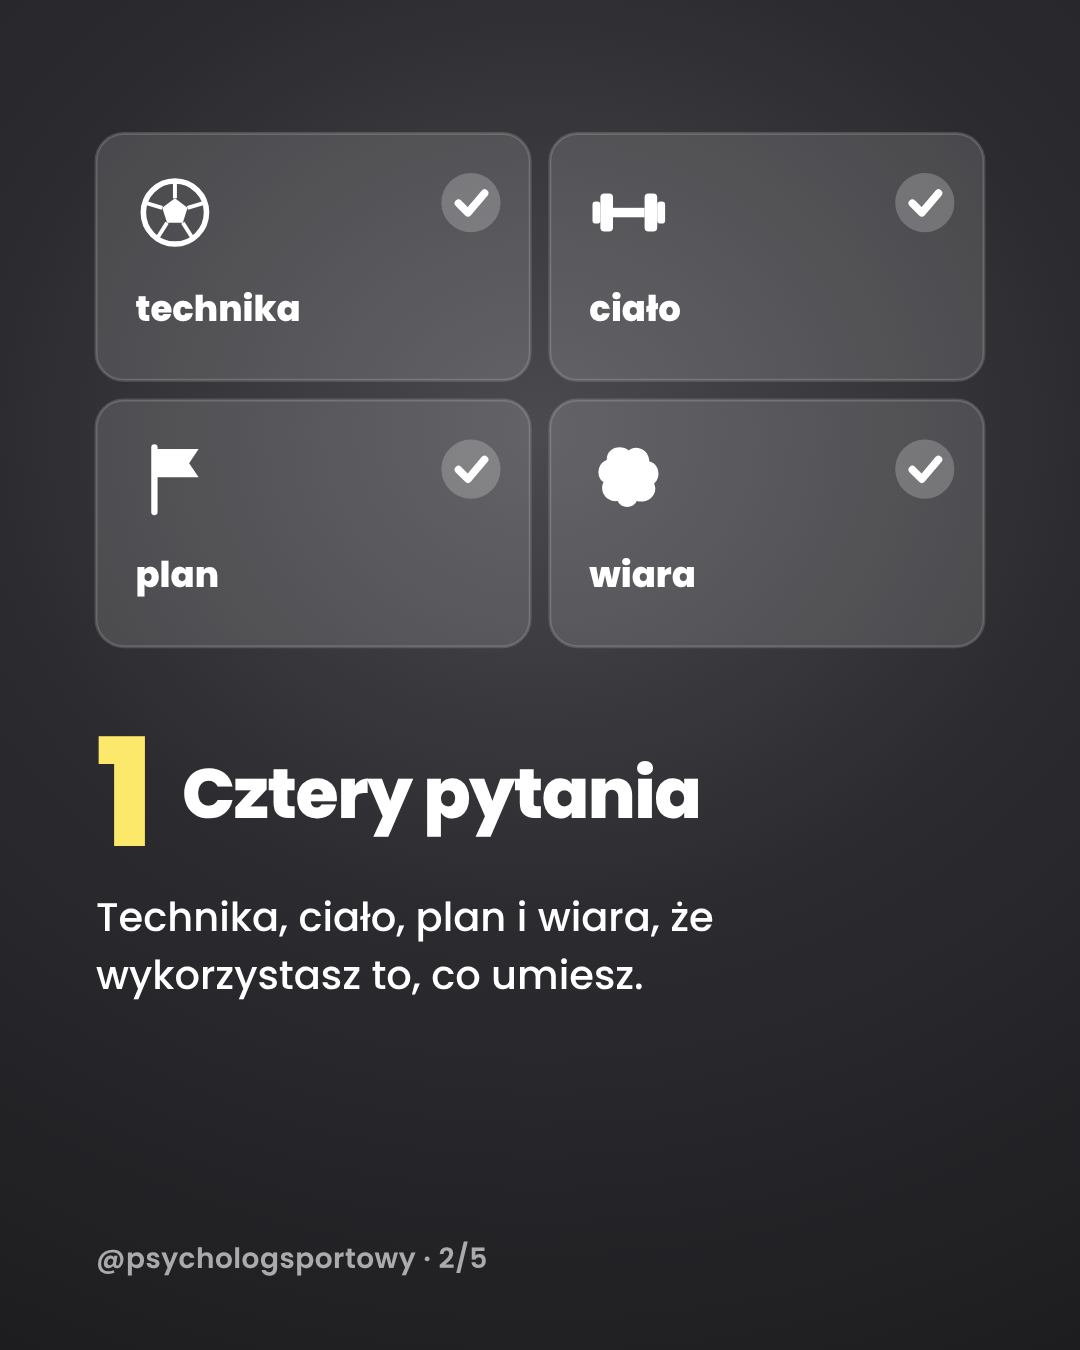 technika
ciało
plan
wiara
1 Cztery pytania
Technika, ciało, plan i wiara, że
wykorzystasz to, co umiesz.
@psychologsportowy · 2/5